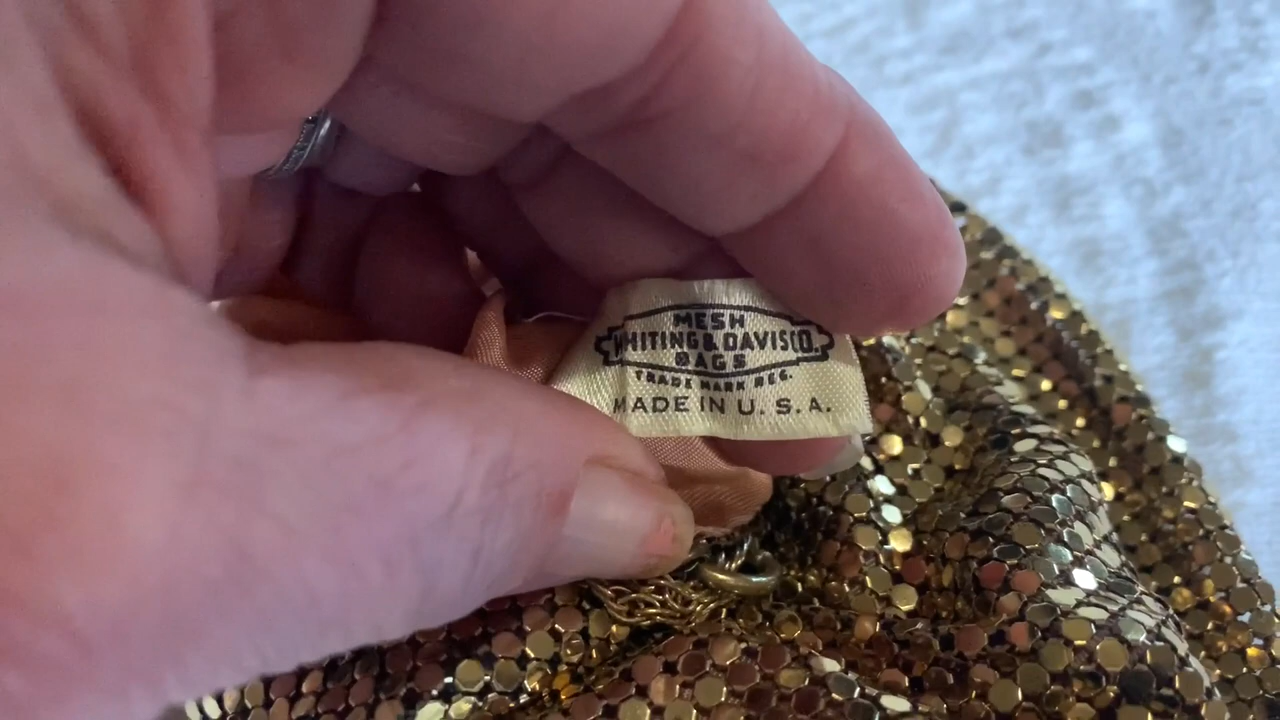 MESH
WHITING & DAVIS CO.
BAGS
TRADE MARK REG.
MADE IN U.S.A.